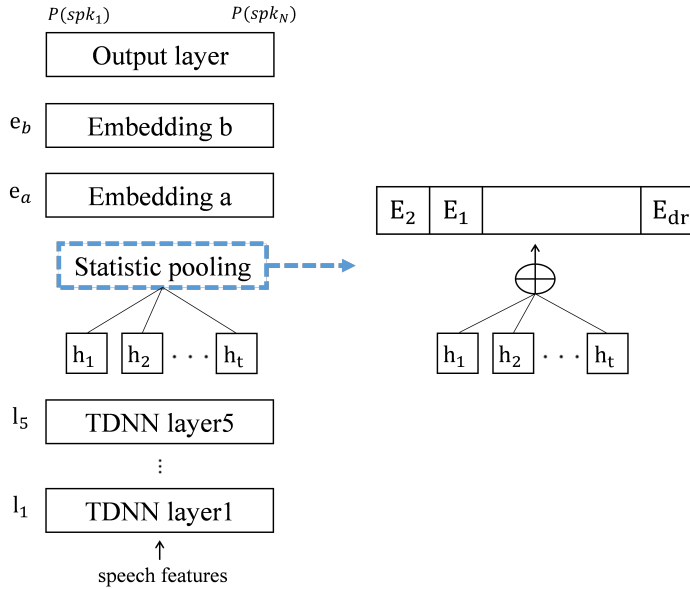 P(spk₁) P(spk_N)
Output layer
e_b Embedding b
e_a Embedding a
Statistic pooling
h₁ h₂ ... h_t
l₅ TDNN layer5
⋮
l₁ TDNN layer1
speech features
E₂ E₁ E_dr
h₁ h₂ ... h_t